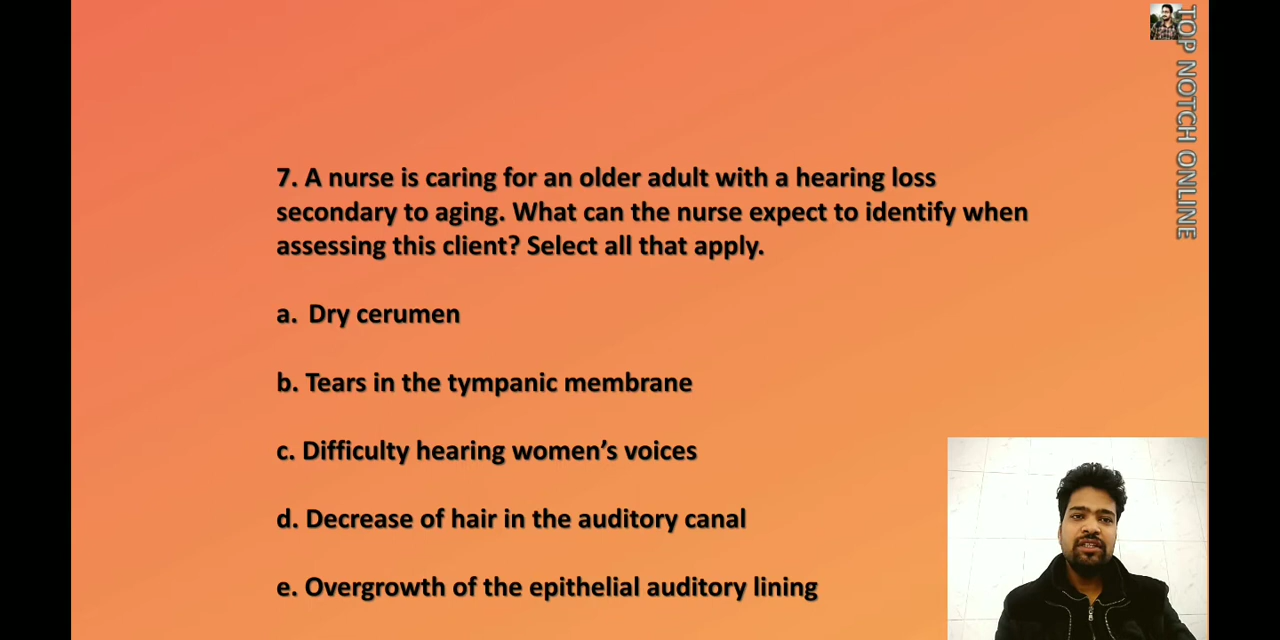 7. A nurse is caring for an older adult with a hearing loss
secondary to aging. What can the nurse expect to identify when
assessing this client? Select all that apply.
a. Dry cerumen
b. Tears in the tympanic membrane
c. Difficulty hearing women’s voices
d. Decrease of hair in the auditory canal
e. Overgrowth of the epithelial auditory lining
TOP NOTCH ONLINE